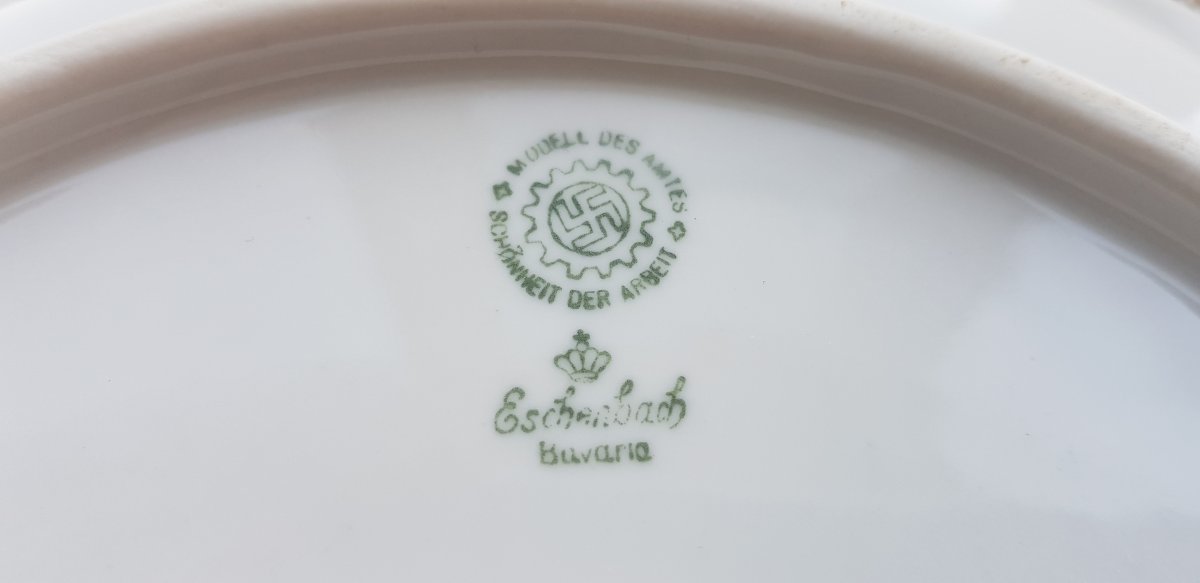 MODELL DES AMTES
SCHÖNHEIT DER ARBEIT
Eschenbach
Bavaria